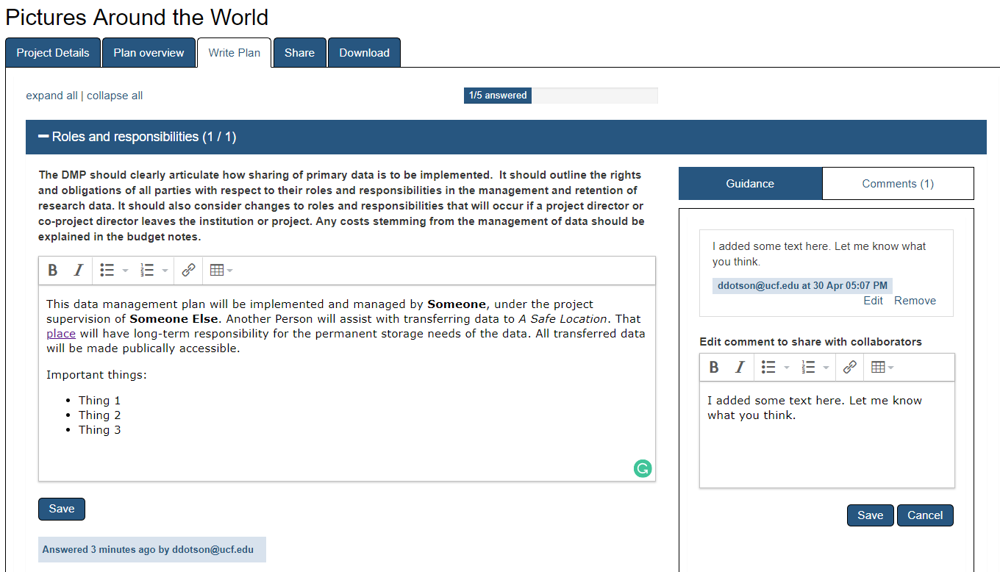 Pictures Around the World
Project Details
Plan overview
Write Plan
Share
Download
expand all | collapse all
1/5 answered
Roles and responsibilities (1 / 1)
The DMP should clearly articulate how sharing of primary data is to be implemented.  It should outline the rights
and obligations of all parties with respect to their roles and responsibilities in the management and retention of
research data. It should also consider changes to roles and responsibilities that will occur if a project director or
co-project director leaves the institution or project. Any costs stemming from the management of data should be
explained in the budget notes.
B I
This data management plan will be implemented and managed by Someone, under the project
supervision of Someone Else. Another Person will assist with transferring data to A Safe Location. That
place will have long-term responsibility for the permanent storage needs of the data. All transferred data
will be made publically accessible.
Important things:
• Thing 1
• Thing 2
• Thing 3
Save
Answered 3 minutes ago by ddotson@ucf.edu
Guidance
Comments (1)
I added some text here. Let me know what
you think.
ddotson@ucf.edu at 30 Apr 05:07 PM
Edit Remove
Edit comment to share with collaborators
B I
I added some text here. Let me know
what you think.
Save
Cancel